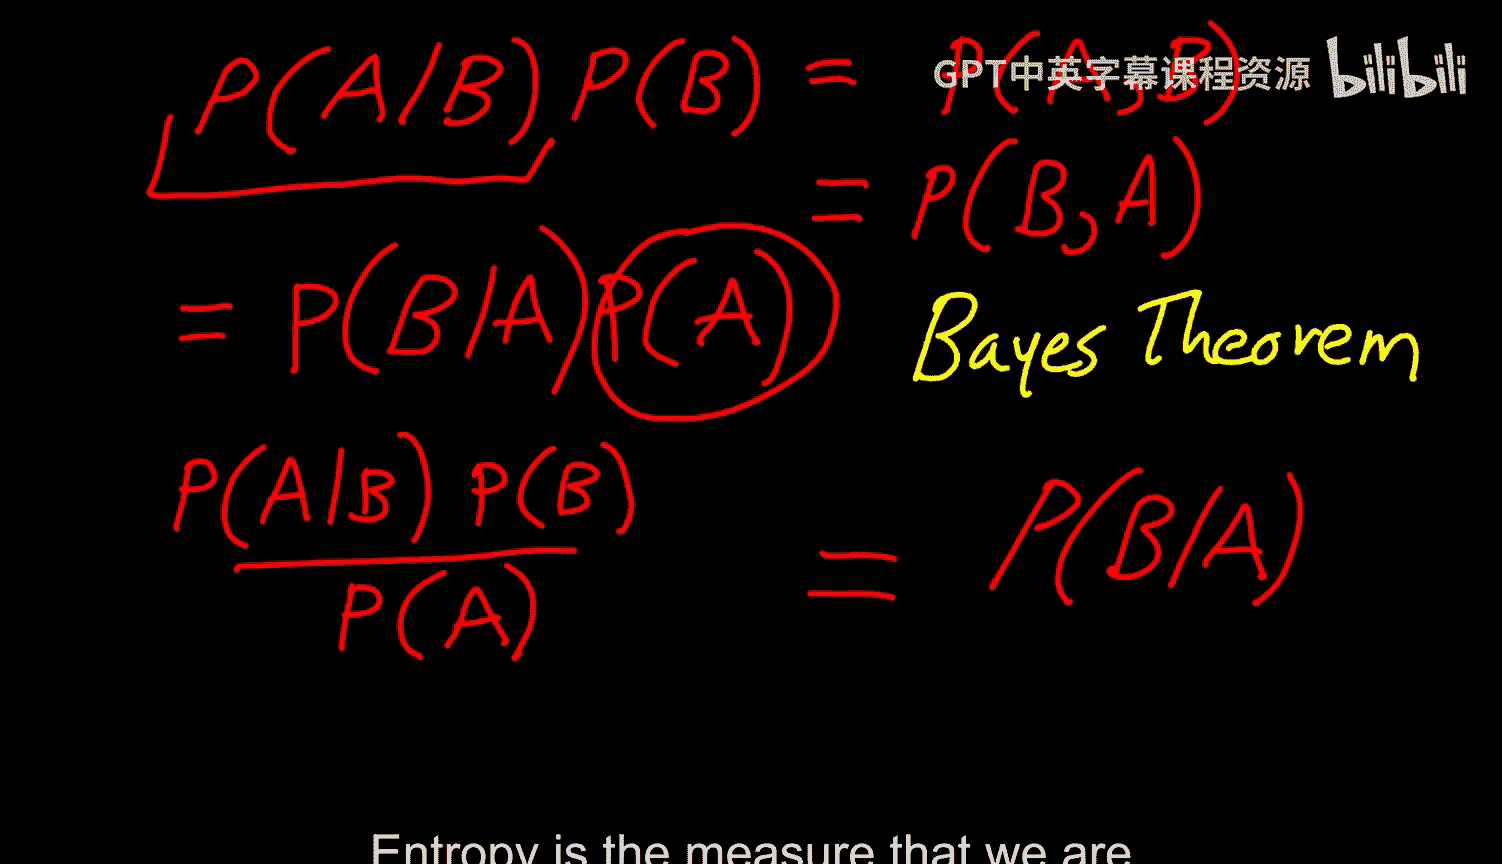 P(A/B) P(B) = P(A,B)
GPT中英字幕课程资源 bilibili
= P(B,A)
= P(B/A) P(A)
Bayes Theorem
P(A/B) P(B)
P(A)
= P(B/A)
Entropy is the measure that we are